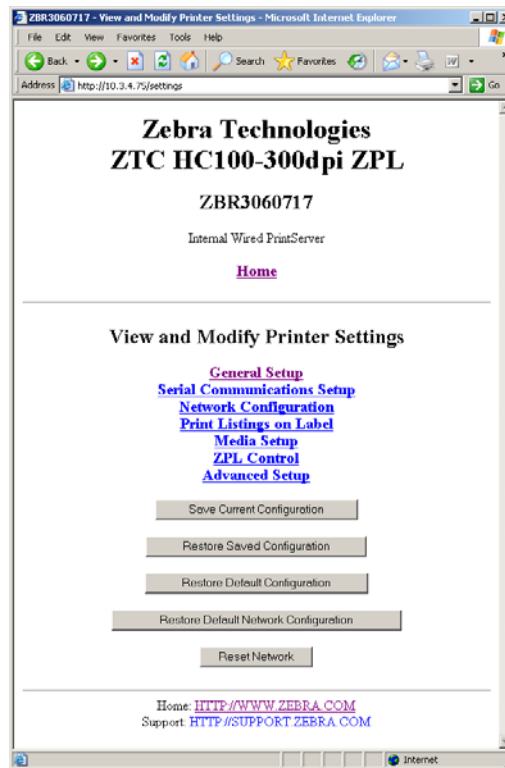 ZBR3060717 - View and Modify Printer Settings - Microsoft Internet Explorer
File Edit View Favorites Tools Help
Back Search Favorites
Address http://10.3.4.75/settings Go
Zebra Technologies
ZTC HC100-300dpi ZPL
ZBR3060717
Internal Wired PrintServer
Home
View and Modify Printer Settings
General Setup
Serial Communications Setup
Network Configuration
Print Listings on Label
Media Setup
ZPL Control
Advanced Setup
Save Current Configuration
Restore Saved Configuration
Restore Default Configuration
Restore Default Network Configuration
Reset Network
Home: HTTP://WWW.ZEBRA.COM
Support: HTTP://SUPPORT.ZEBRA.COM
Internet